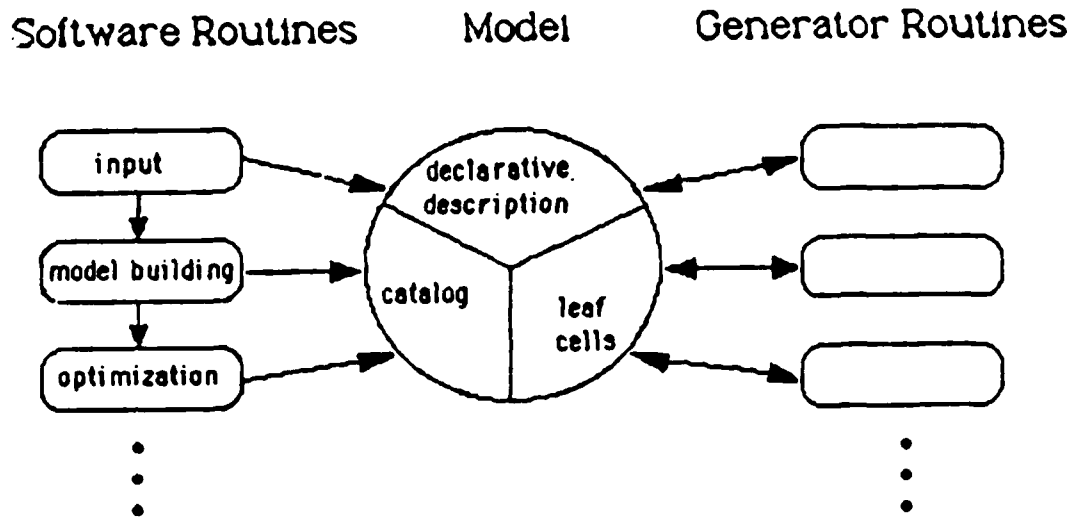 Software Routines Model Generator Routines
input
model building
optimization
declarative.
description
catalog
leaf
cells